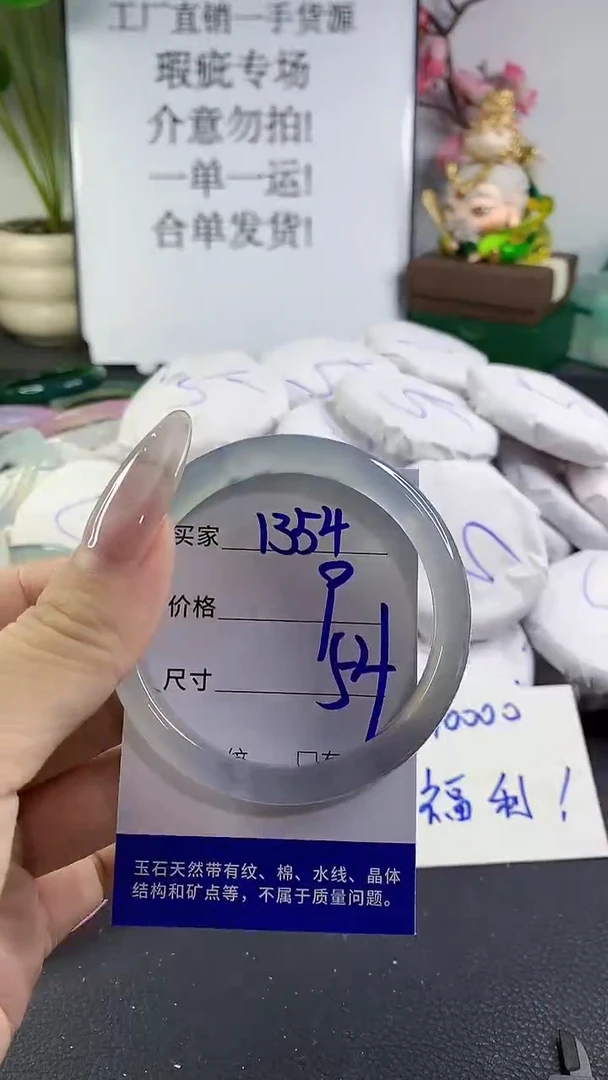 工厂直销一手货源
瑕疵专场
介意勿拍!
一单一运!
合单发货!
买家 1354
价格 9
尺寸 54
0000
福利!
玉石天然带有纹、棉、水线、晶体
结构和矿点等，不属于质量问题。